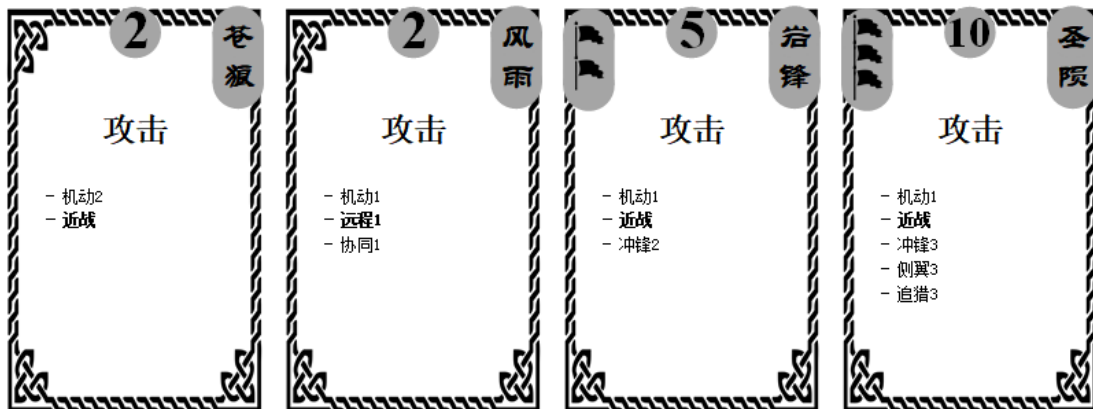 2
苍狼
攻击
- 机动2
- 近战
2
风雨
攻击
- 机动1
- 远程1
- 协同1
5
岩锋
攻击
- 机动1
- 近战
- 冲锋2
10
圣陨
攻击
- 机动1
- 近战
- 冲锋3
- 侧翼3
- 追猎3